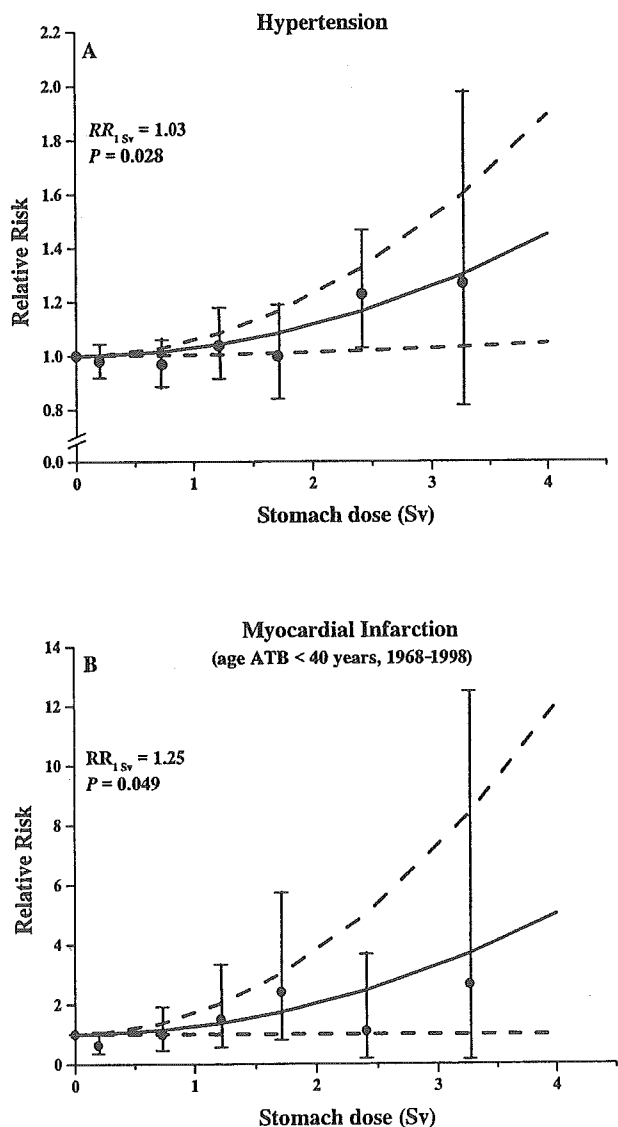 Hypertension
A
RR1 Sv = 1.03
P = 0.028
Relative Risk
2.2
2.0
1.8
1.6
1.4
1.2
1.0
0.8
0.0
0 1 2 3 4
Stomach dose (Sv)
Myocardial Infarction
(age ATB < 40 years, 1968-1998)
B
RR1 Sv = 1.25
P = 0.049
Relative Risk
14
12
10
8
6
4
2
0
0 1 2 3 4
Stomach dose (Sv)